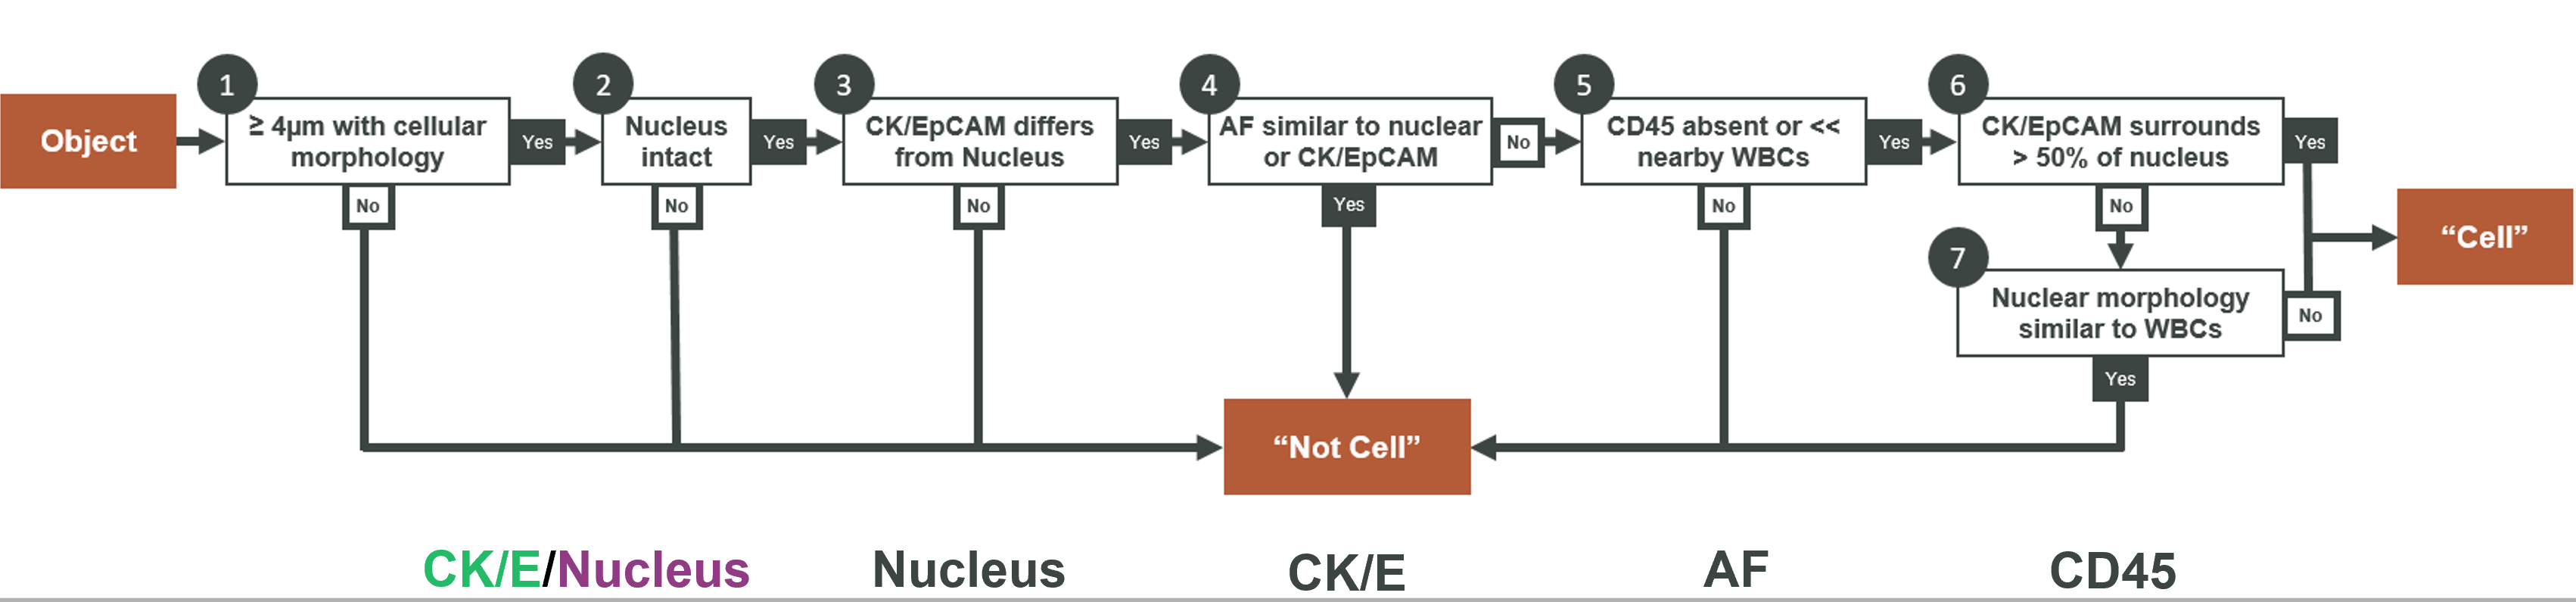 Object
1
≥ 4µm with cellular
morphology
Yes
No
2
Nucleus
intact
Yes
No
3
CK/EpCAM differs
from Nucleus
Yes
No
4
AF similar to nuclear
or CK/EpCAM
No
Yes
5
CD45 absent or <<
nearby WBCs
Yes
No
6
CK/EpCAM surrounds
> 50% of nucleus
Yes
No
7
Nuclear morphology
similar to WBCs
No
Yes
“Cell”
“Not Cell”
CK/E/Nucleus
Nucleus
CK/E
AF
CD45